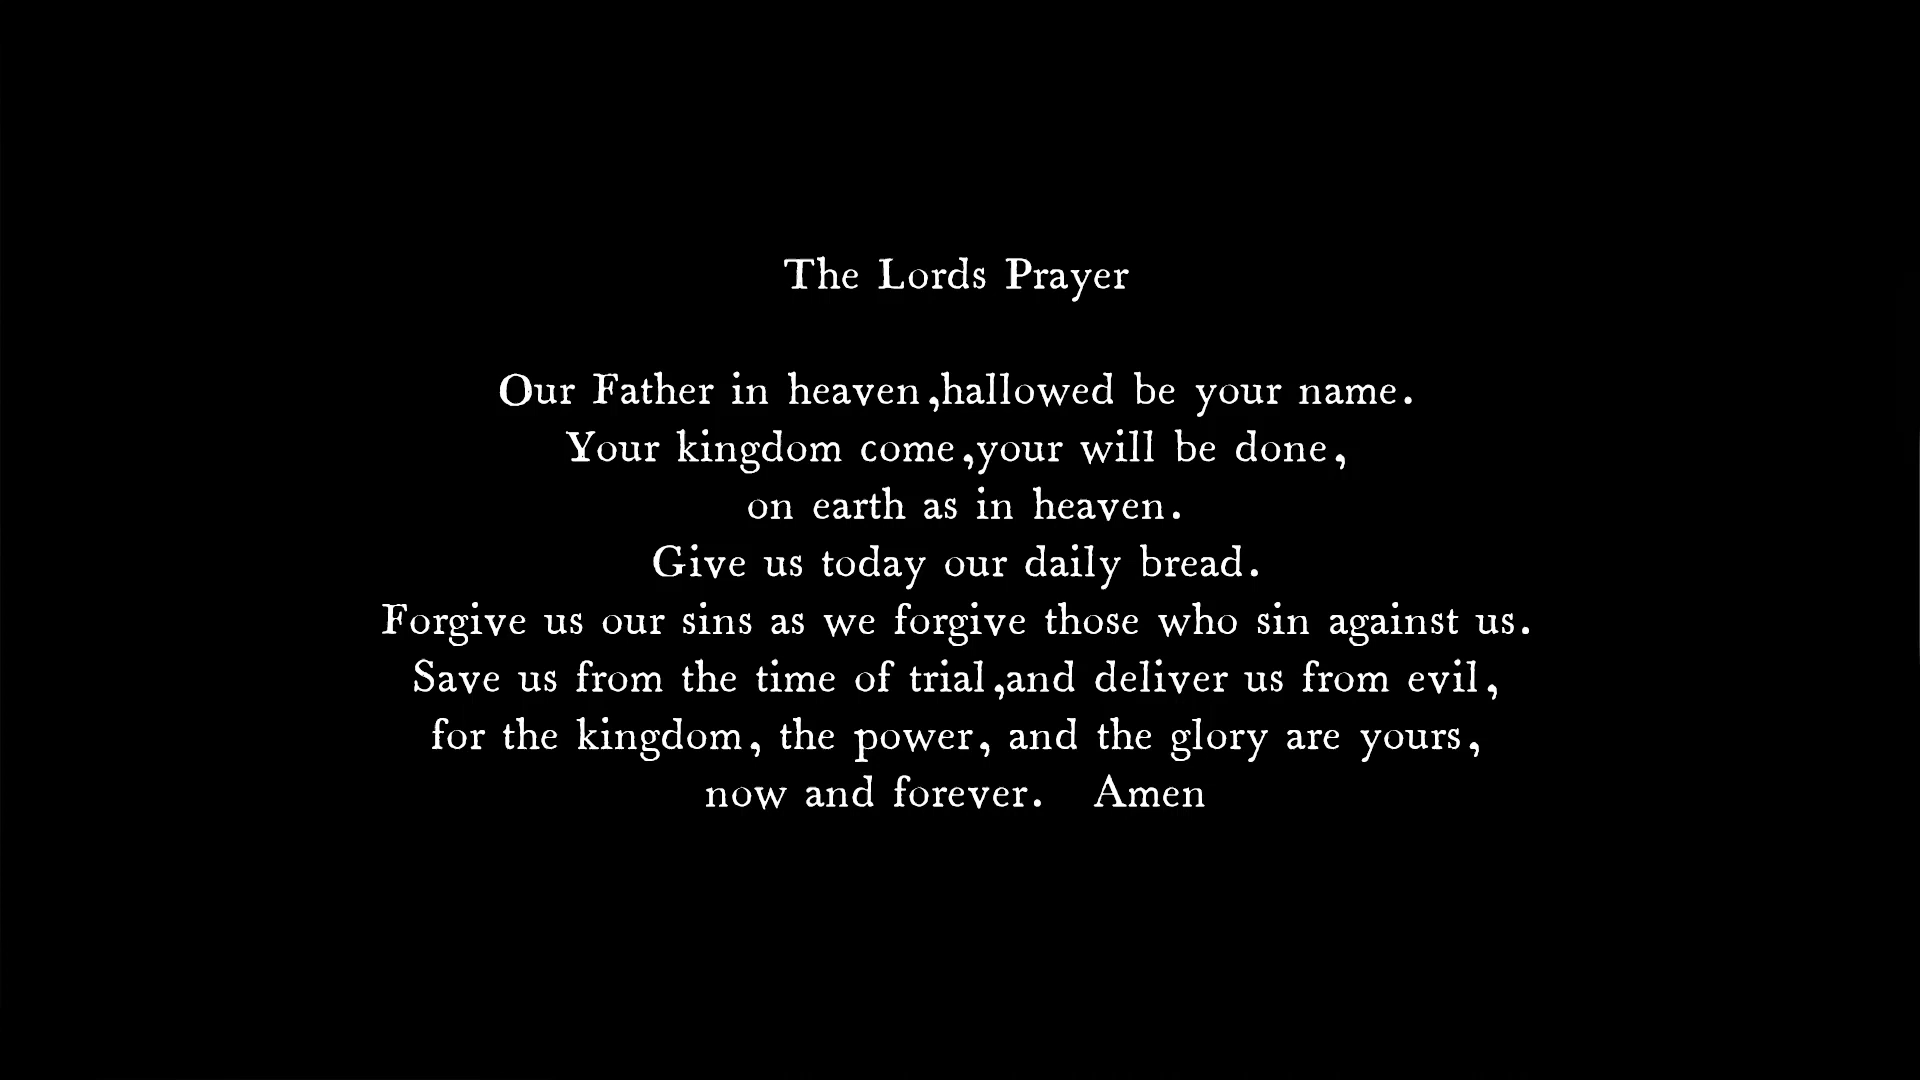 The Lords Prayer
Our Father in heaven,hallowed be your name.
Your kingdom come,your will be done,
on earth as in heaven.
Give us today our daily bread.
Forgive us our sins as we forgive those who sin against us.
Save us from the time of trial,and deliver us from evil,
for the kingdom, the power, and the glory are yours,
now and forever. Amen